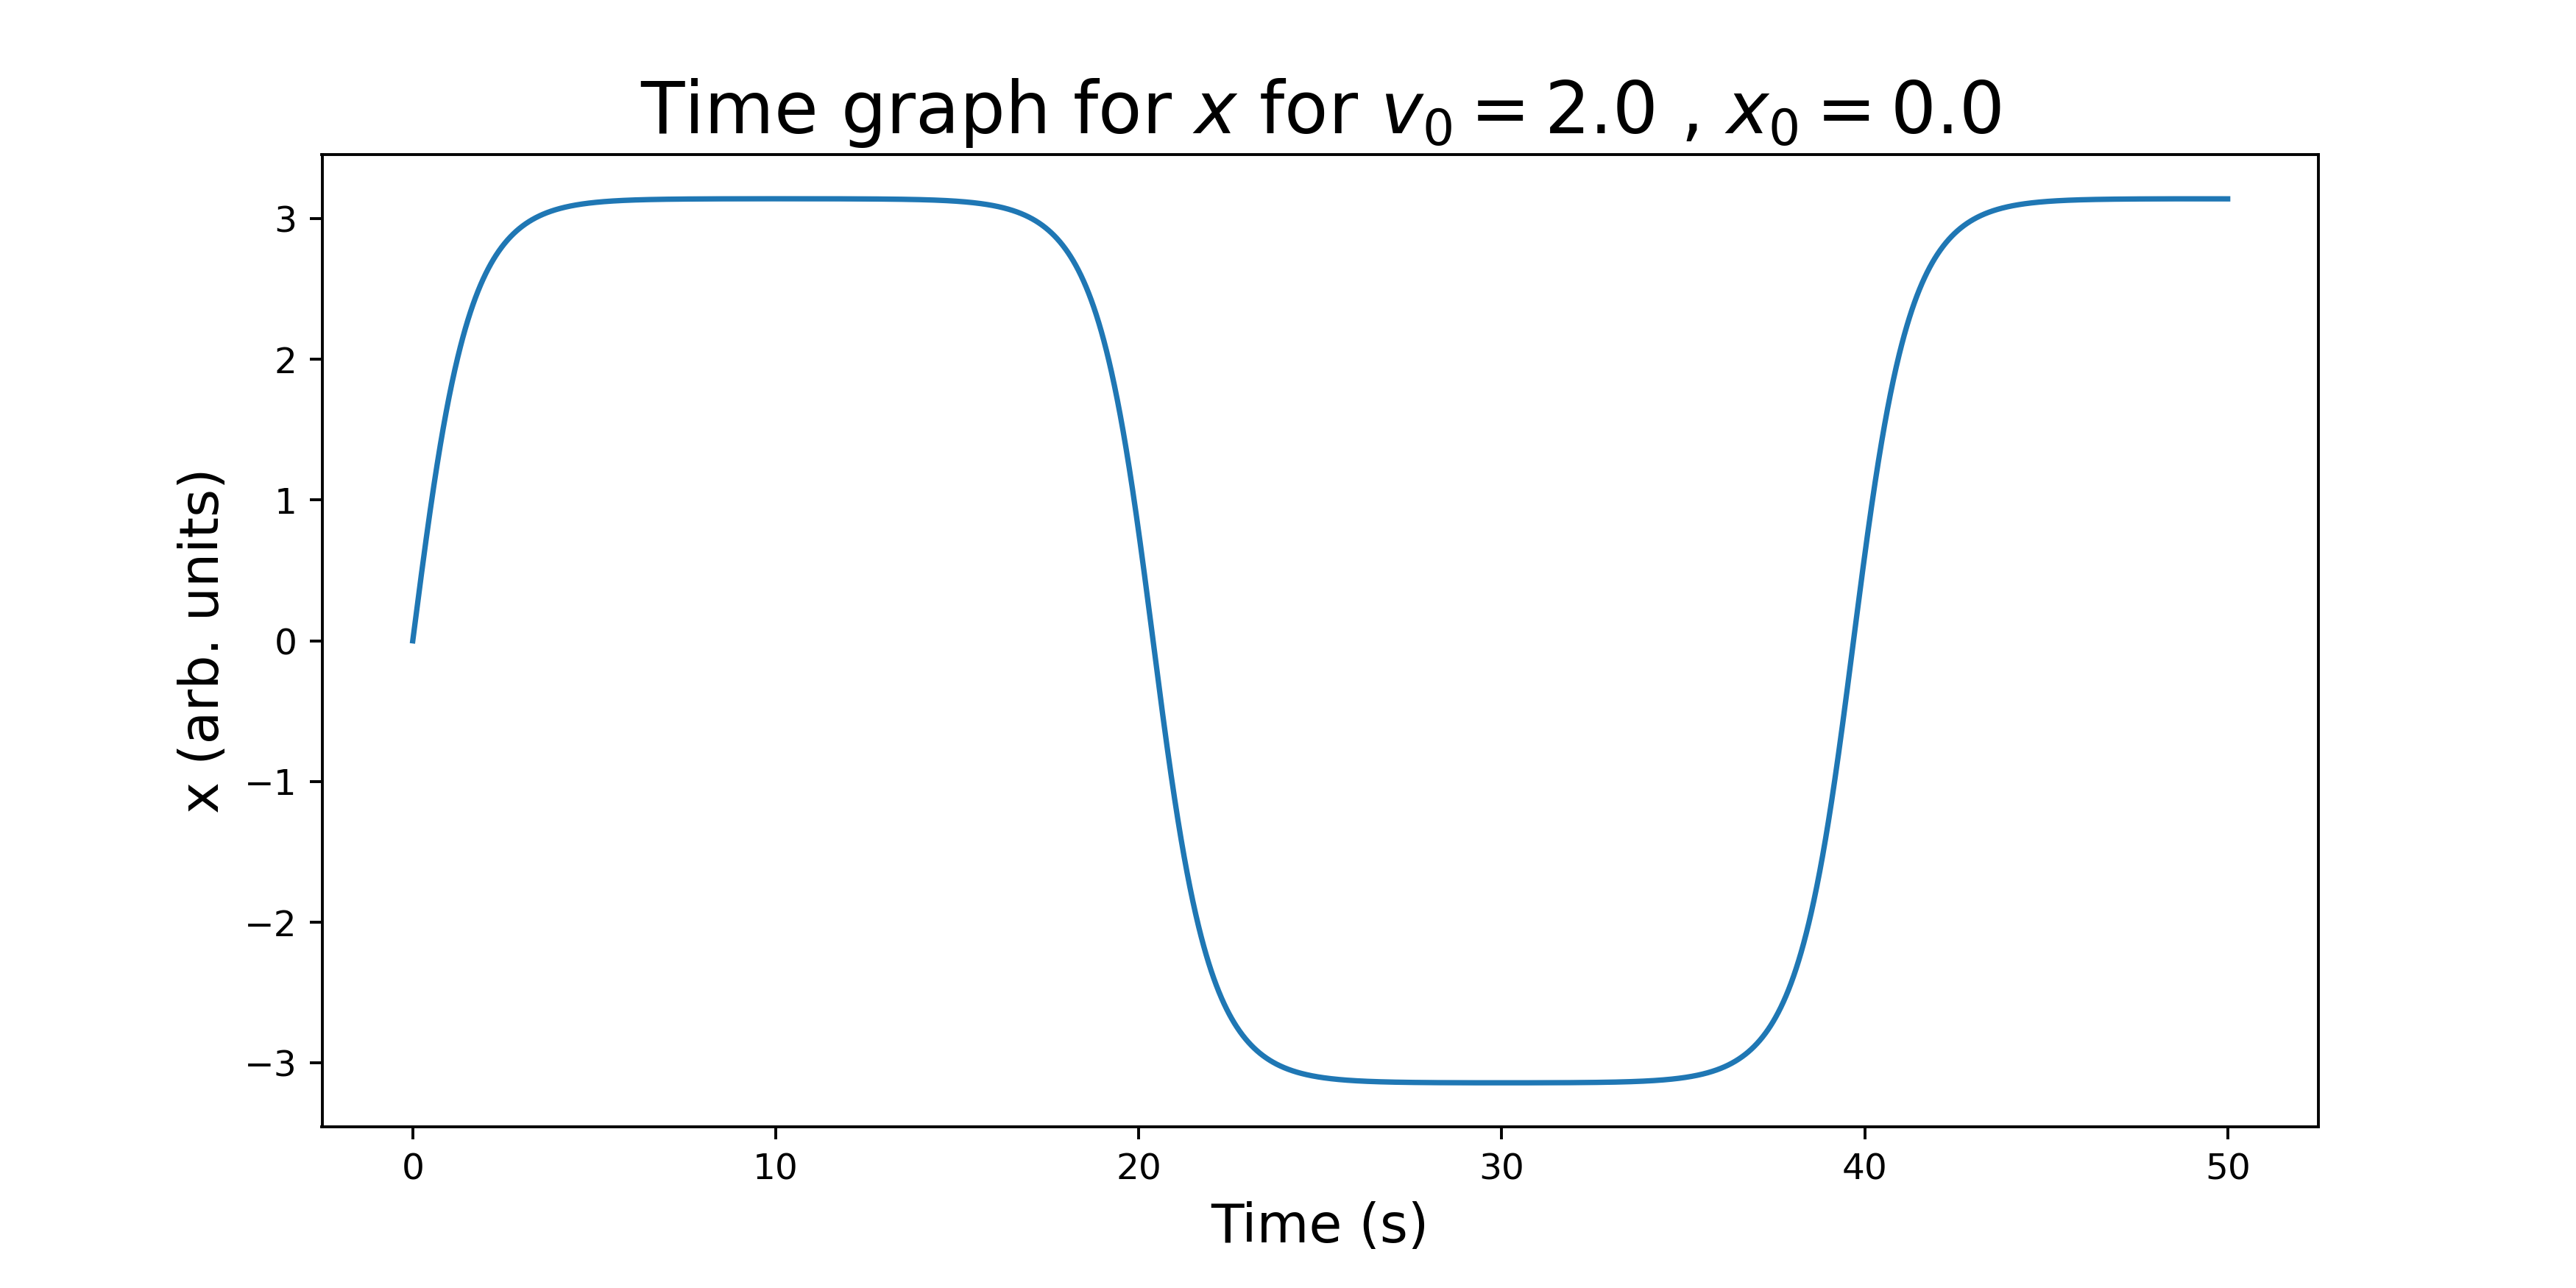 Time graph for x for v₀ = 2.0 , x₀ = 0.0
x (arb. units)
3
2
1
0
−1
−2
−3
0 10 20 30 40 50
Time (s)